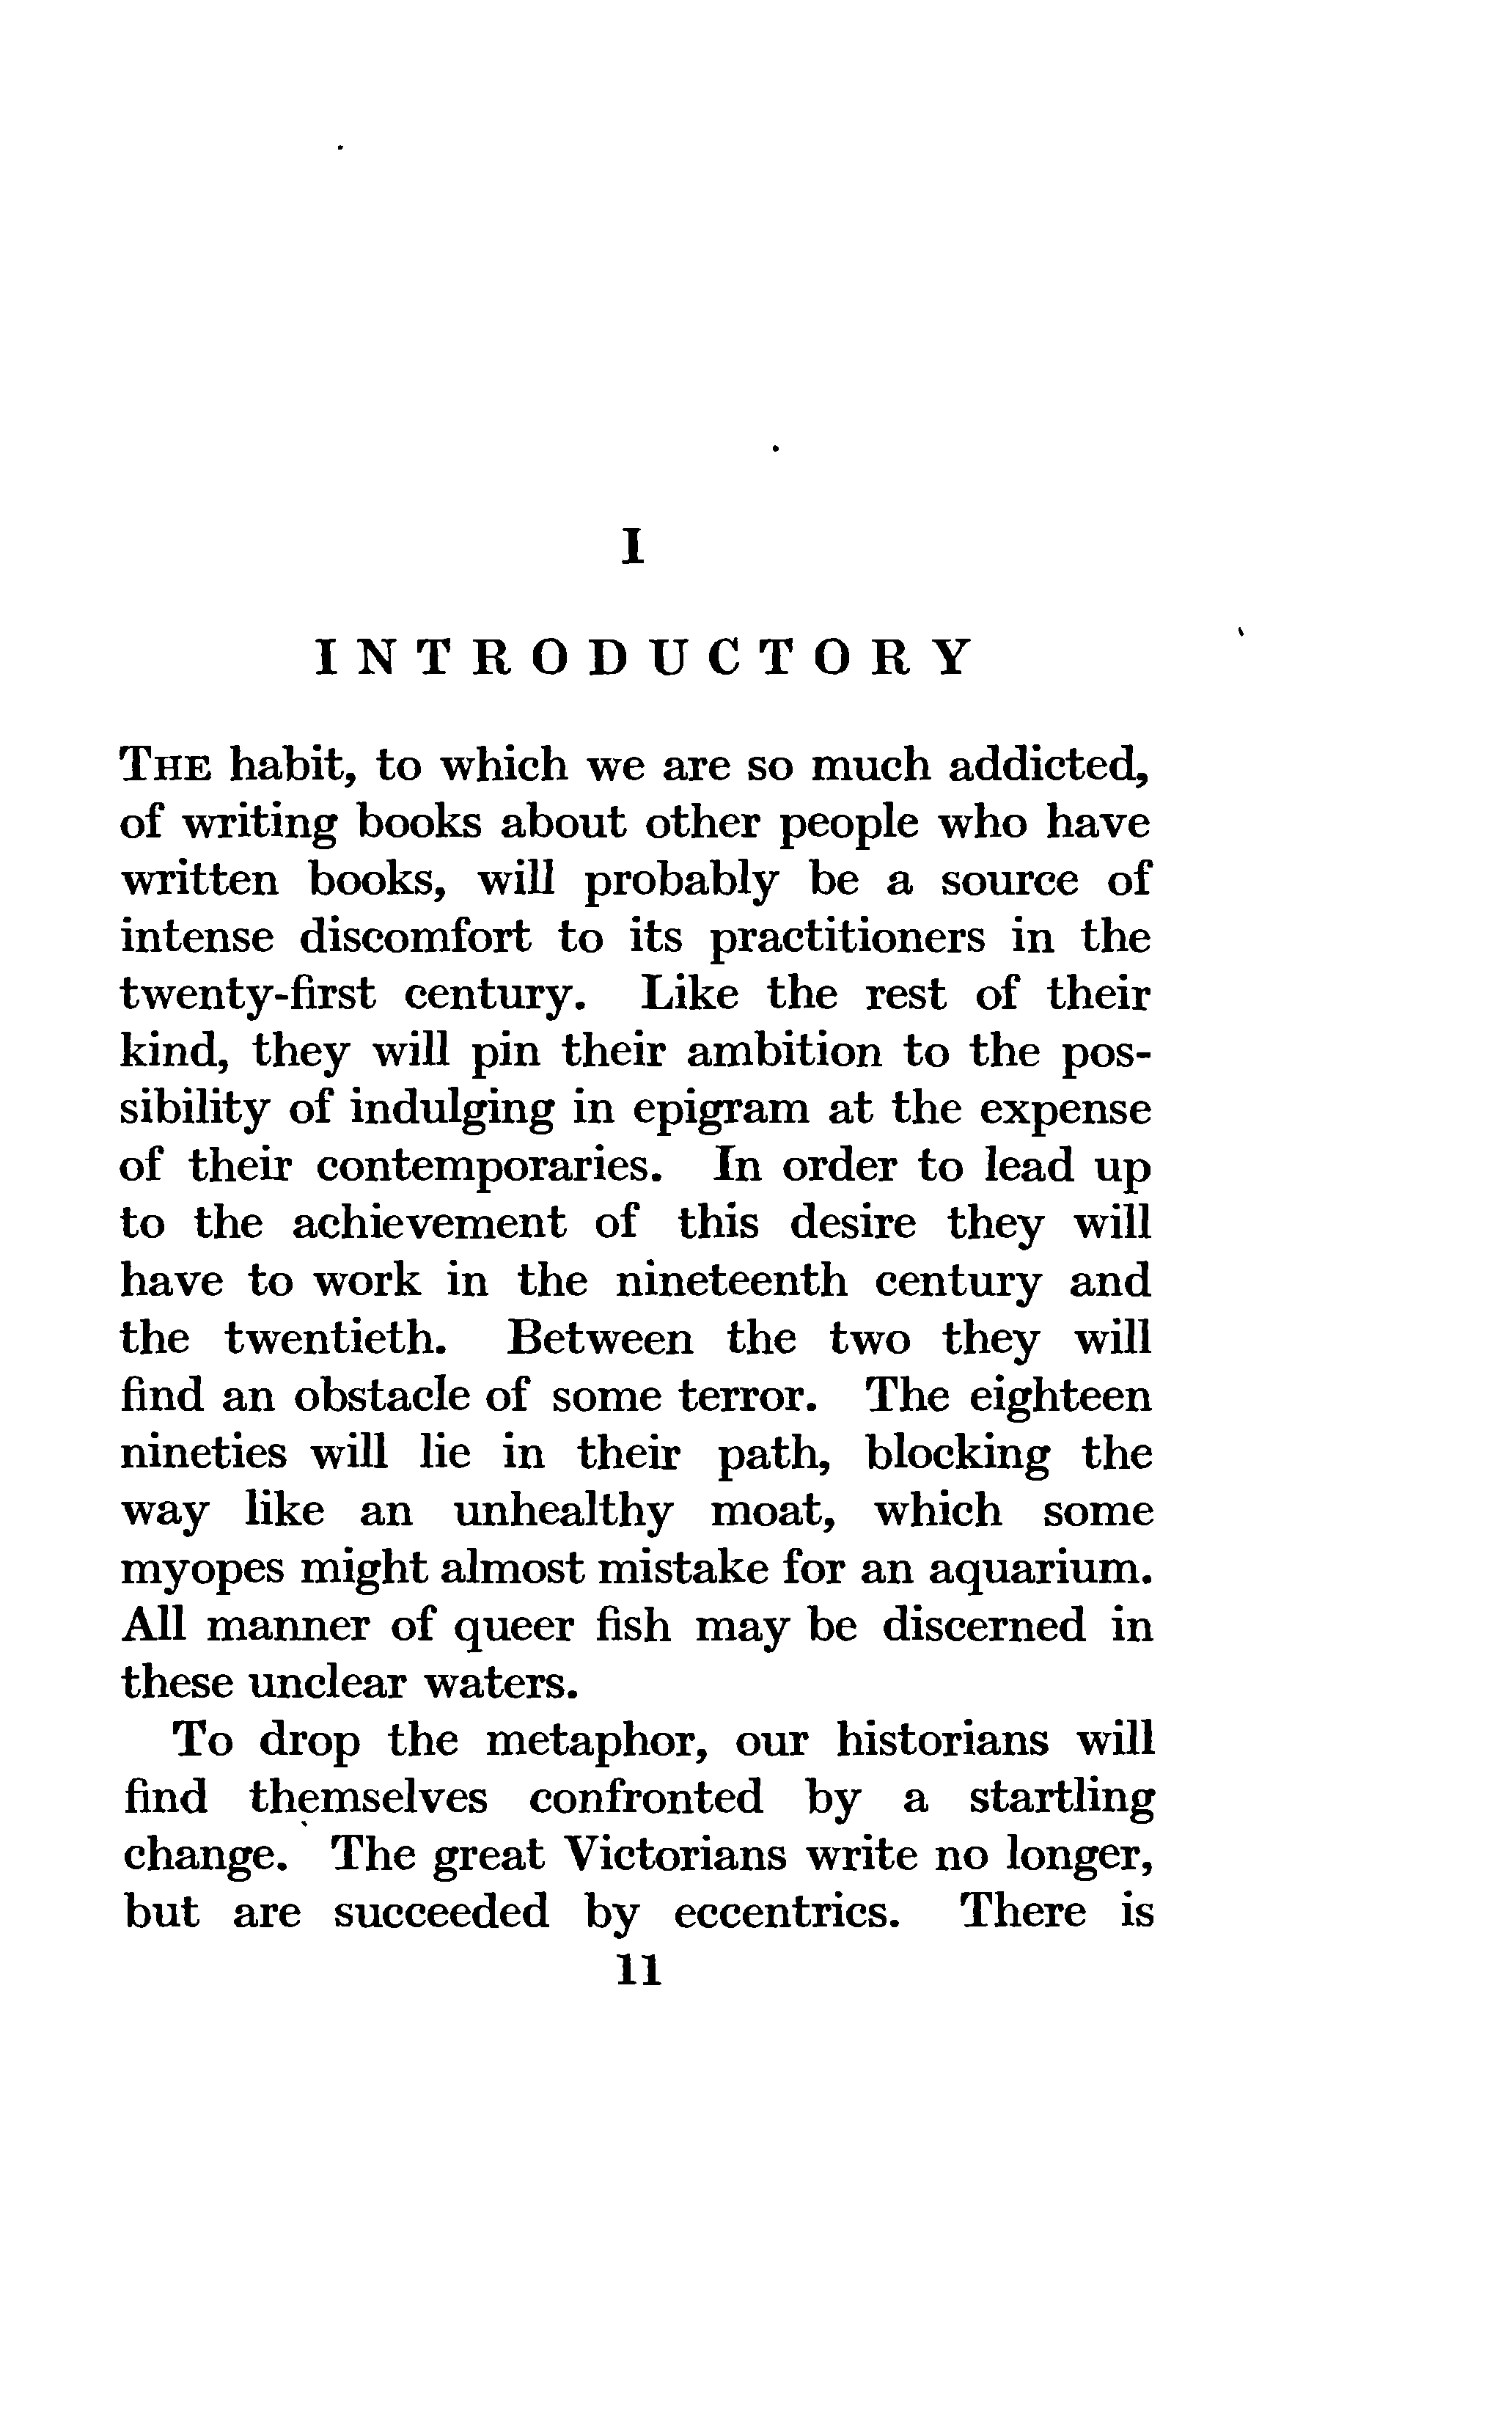 I
INTRODUCTORY
THE habit, to which we are so much addicted,
of writing books about other people who have
written books, will probably be a source of
intense discomfort to its practitioners in the
twenty-first century. Like the rest of their
kind, they will pin their ambition to the pos-
sibility of indulging in epigram at the expense
of their contemporaries. In order to lead up
to the achievement of this desire they will
have to work in the nineteenth century and
the twentieth. Between the two they will
find an obstacle of some terror. The eighteen
nineties will lie in their path, blocking the
way like an unhealthy moat, which some
myopes might almost mistake for an aquarium.
All manner of queer fish may be discerned in
these unclear waters.
To drop the metaphor, our historians will
find themselves confronted by a startling
change. The great Victorians write no longer,
but are succeeded by eccentrics. There is
11